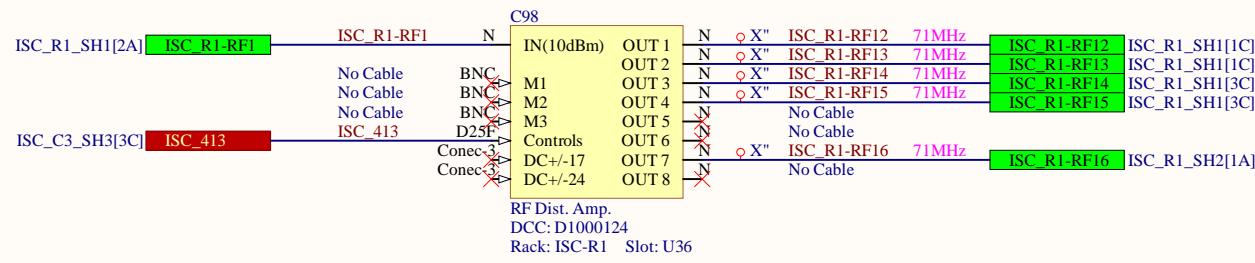 C98
ISC_R1_SH1[2A] ISC_R1-RF1 ISC_R1-RF1 N IN(10dBm) OUT 1 N X" ISC_R1-RF12 71MHz ISC_R1-RF12 ISC_R1_SH1[1C]
OUT 2 N X" ISC_R1-RF13 71MHz ISC_R1-RF13 ISC_R1_SH1[1C]
No Cable BNC M1 OUT 3 N X" ISC_R1-RF14 71MHz ISC_R1-RF14 ISC_R1_SH1[3C]
No Cable BNC M2 OUT 4 N X" ISC_R1-RF15 71MHz ISC_R1-RF15 ISC_R1_SH1[3C]
No Cable BNC M3 OUT 5 N No Cable
ISC_C3_SH3[3C] ISC_413 ISC_413 D25F Controls OUT 6 N No Cable
Conec-3 DC+/-17 OUT 7 N X" ISC_R1-RF16 71MHz ISC_R1-RF16 ISC_R1_SH2[1A]
Conec-3 DC+/-24 OUT 8 N No Cable
RF Dist. Amp.
DCC: D1000124
Rack: ISC-R1 Slot: U36